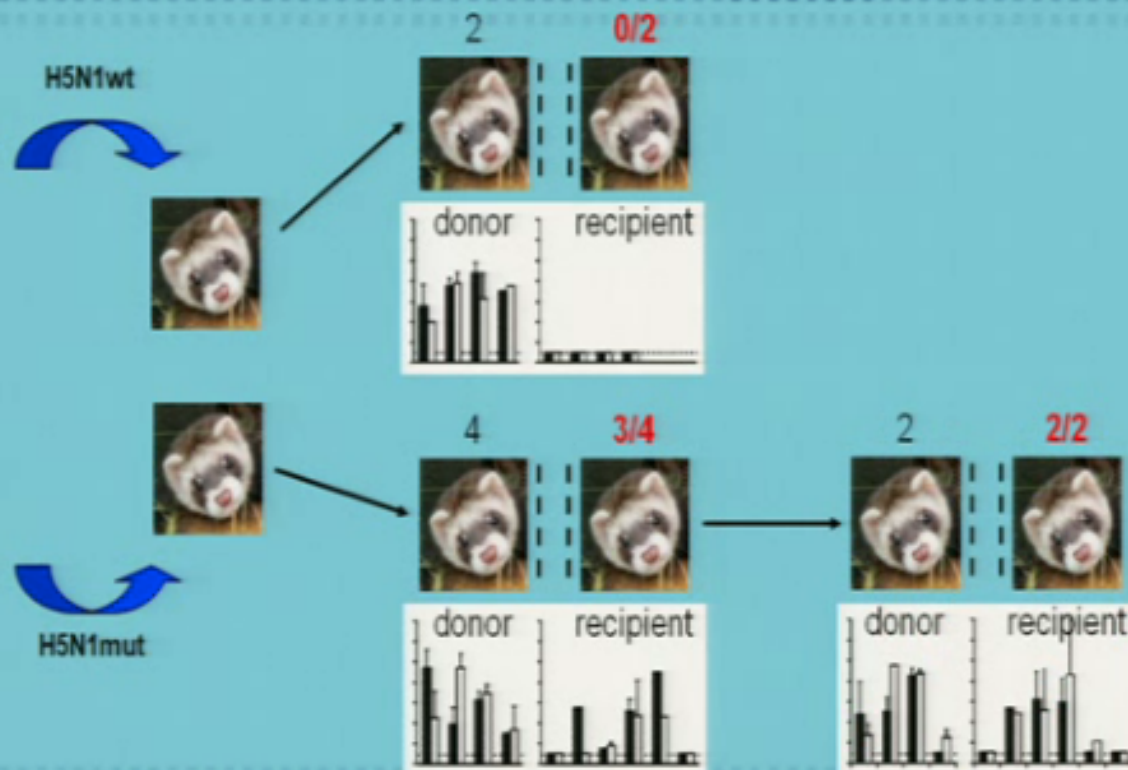 2 0/2
H5N1wt
donor recipient
4 3/4 2 2/2
donor recipient donor recipient
H5N1mut